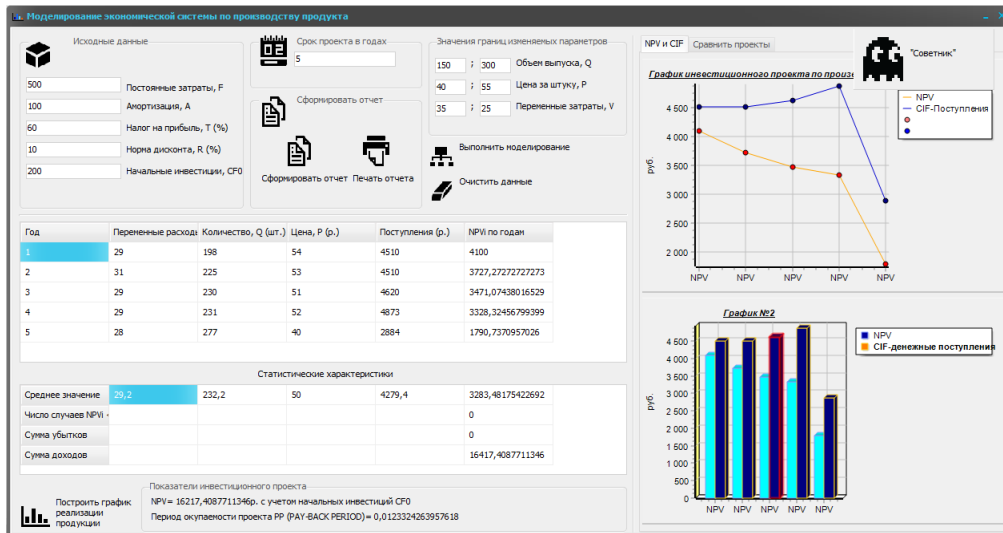 Моделирование экономической системы по производству продукта
Исходные данные
500 Постоянные затраты, F
100 Амортизация, A
60 Налог на прибыль, T (%)
10 Норма дисконта, R (%)
200 Начальные инвестиции, CF0
Срок проекта в годах
5
Сформировать отчет
Сформировать отчет Печать отчета
Значения границ изменяемых параметров
150 ; 300 Объем выпуска, Q
40 ; 55 Цена за штуку, P
35 ; 25 Переменные затраты, V
Выполнить моделирование
Очистить данные
Год Переменные расходы Количество, Q (шт.) Цена, P (р.) Поступления (р.) NPVi по годам
1 29 198 54 4510 4100
2 31 225 53 4510 3727,27272727273
3 29 230 51 4620 3471,07438016529
4 29 231 52 4873 3328,32456799399
5 28 277 40 2884 1790,7370957026
Статистические характеристики
Среднее значение 29,2 232,2 50 4279,4 3283,48175422692
Число случаев NPVi < 0
Сумма убытков 0
Сумма доходов 16417,4087711346
Построить график
реализации
продукции
Показатели инвестиционного проекта
NPV= 16217,4087711346р. с учетом начальных инвестиций CF0
Период окупаемости проекта PP (PAY-BACK PERIOD)= 0,0123324263957618
NPV и CIF Сравнить проекты
"Советник"
График инвестиционного проекта по произв
NPV
CIF-Поступления
руб.
4 500
4 000
3 500
3 000
2 500
2 000
NPV NPV NPV NPV NPV
График №2
NPV
CIF-денежные поступления
руб.
4 500
4 000
3 500
3 000
2 500
2 000
1 500
1 000
500
0
NPV NPV NPV NPV NPV